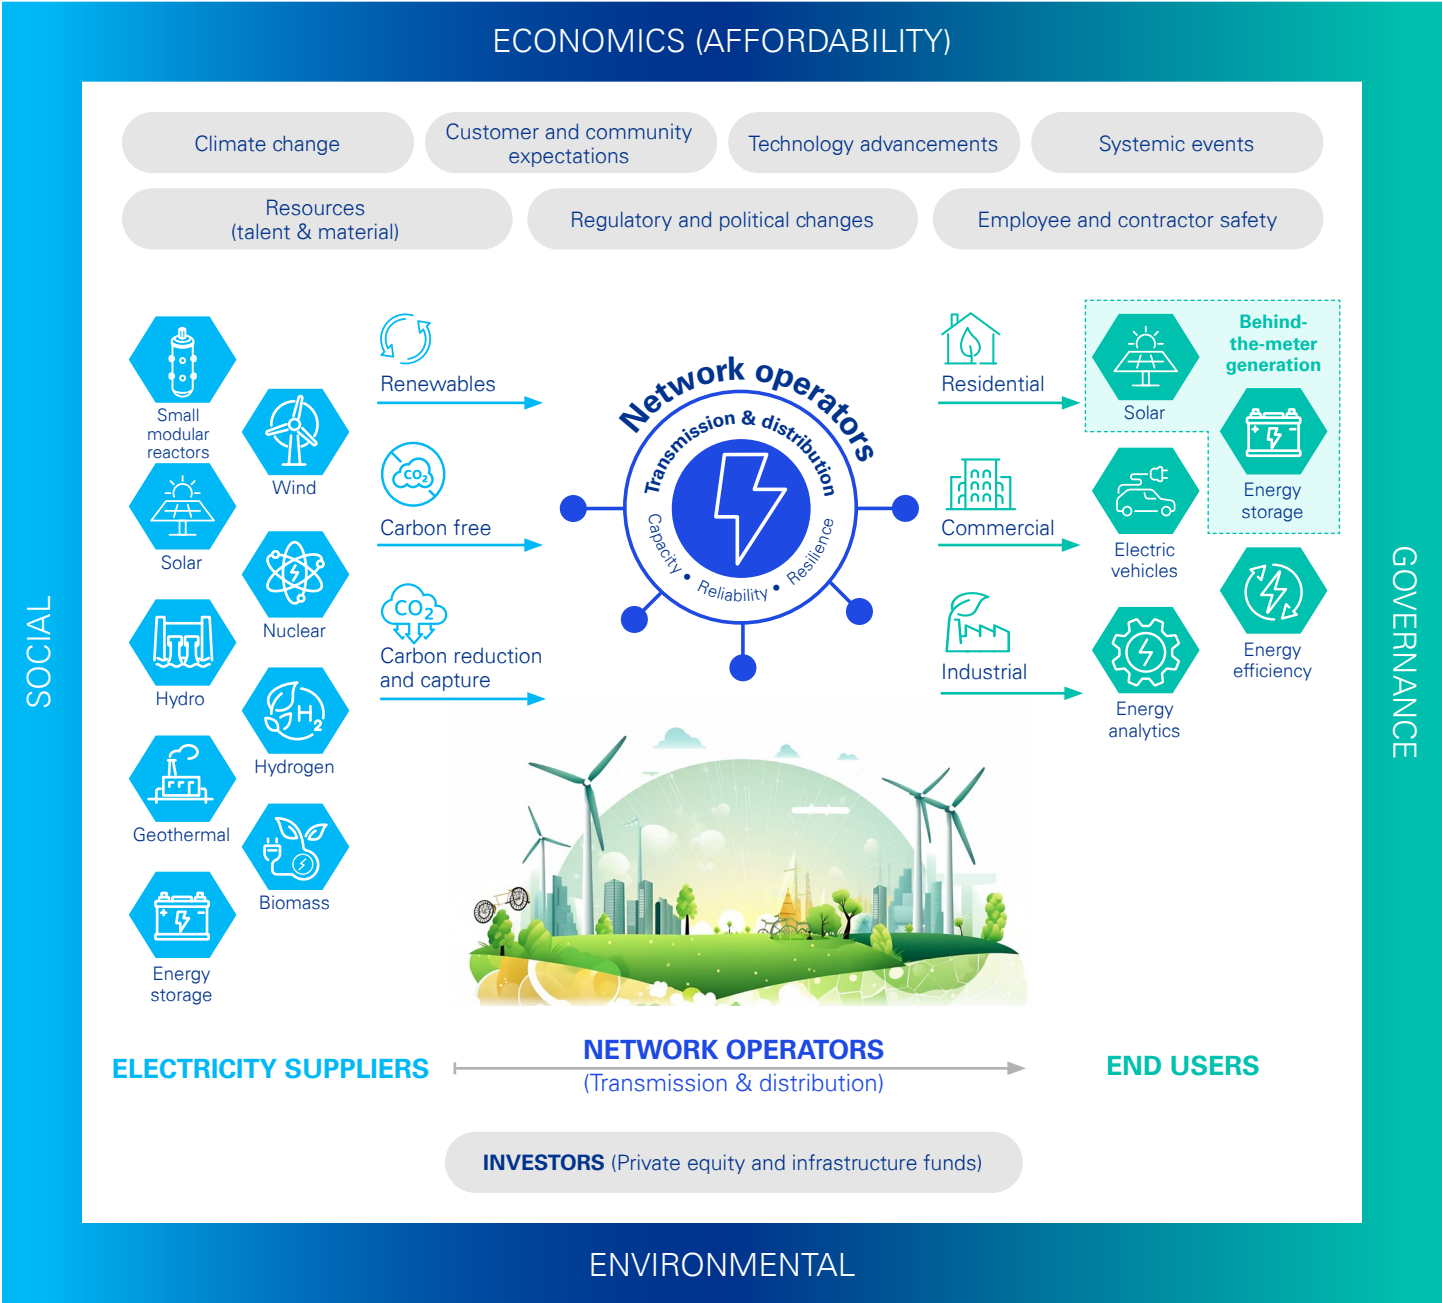 ECONOMICS (AFFORDABILITY)
Climate change
Customer and community
expectations
Technology advancements
Systemic events
Resources
(talent & material)
Regulatory and political changes
Employee and contractor safety
SOCIAL
Small
modular
reactors
Wind
Solar
Nuclear
Hydro
Hydrogen
Geothermal
Biomass
Energy
storage
Renewables
Carbon free
CO2
CO2
Carbon reduction
and capture
H2
Network operators
Transmission & distribution
Capacity • Reliability • Resilience
Residential
Commercial
Industrial
Behind-
the-meter
generation
Solar
Energy
storage
Electric
vehicles
Energy
efficiency
Energy
analytics
GOVERNANCE
ELECTRICITY SUPPLIERS
NETWORK OPERATORS
(Transmission & distribution)
END USERS
INVESTORS (Private equity and infrastructure funds)
ENVIRONMENTAL